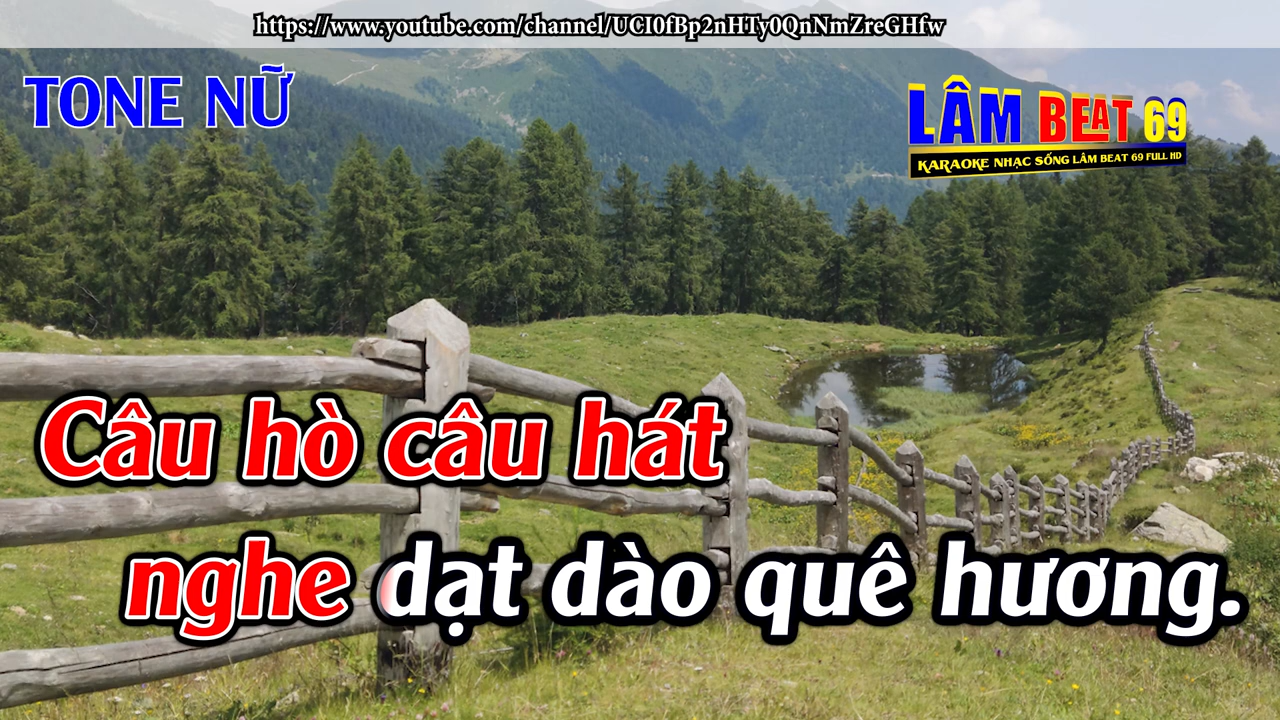 https://www.youtube.com/channel/UCI0fBp2nHTy0QnNmZreGHfw
TONE NỮ
LÂM BEAT 69
KARAOKE NHẠC SỐNG LÂM BEAT 69 FULL HD
Câu hò câu hát
nghe dạt dào quê hương.